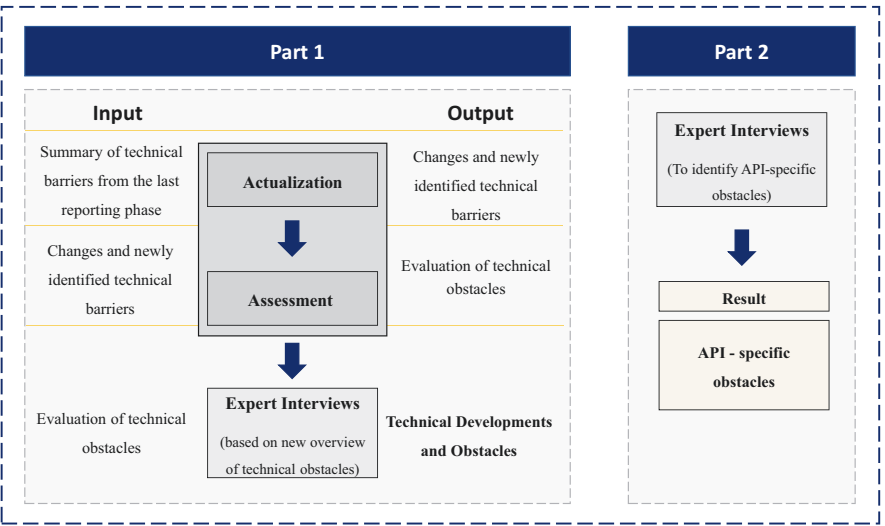 Part 1
Input
Output
Summary of technical
barriers from the last
reporting phase
Actualization
Changes and newly
identified technical
barriers
Changes and newly
identified technical
barriers
Assessment
Evaluation of technical
obstacles
Evaluation of technical
obstacles
Expert Interviews
(based on new overview
of technical obstacles)
Technical Developments
and Obstacles
Part 2
Expert Interviews
(To identify API-specific
obstacles)
Result
API - specific
obstacles